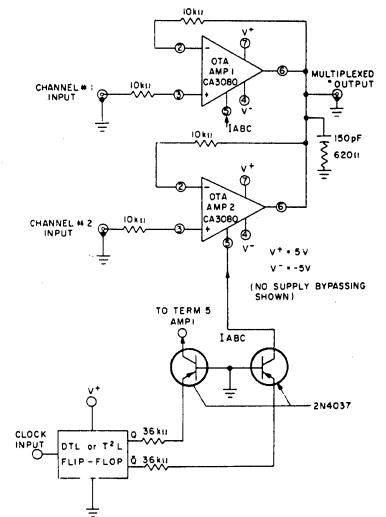 10kΩ
V+
7
2
−
OTA
AMP 1
CA3080
6
MULTIPLEXED
OUTPUT
CHANNEL #1
INPUT
10kΩ
3
+
5
4
V−
IABC
10kΩ
150pF
620Ω
V+
7
2
−
OTA
AMP 2
CA3080
6
CHANNEL #2
INPUT
10kΩ
3
+
5
4
V−
V+ = 5V
V− = -5V
(NO SUPPLY BYPASSING
SHOWN)
TO TERM 5
AMP 1
IABC
2N4037
V+
CLOCK
INPUT
DTL or T²L
FLIP-FLOP
Q 36kΩ
Q̄ 36kΩ